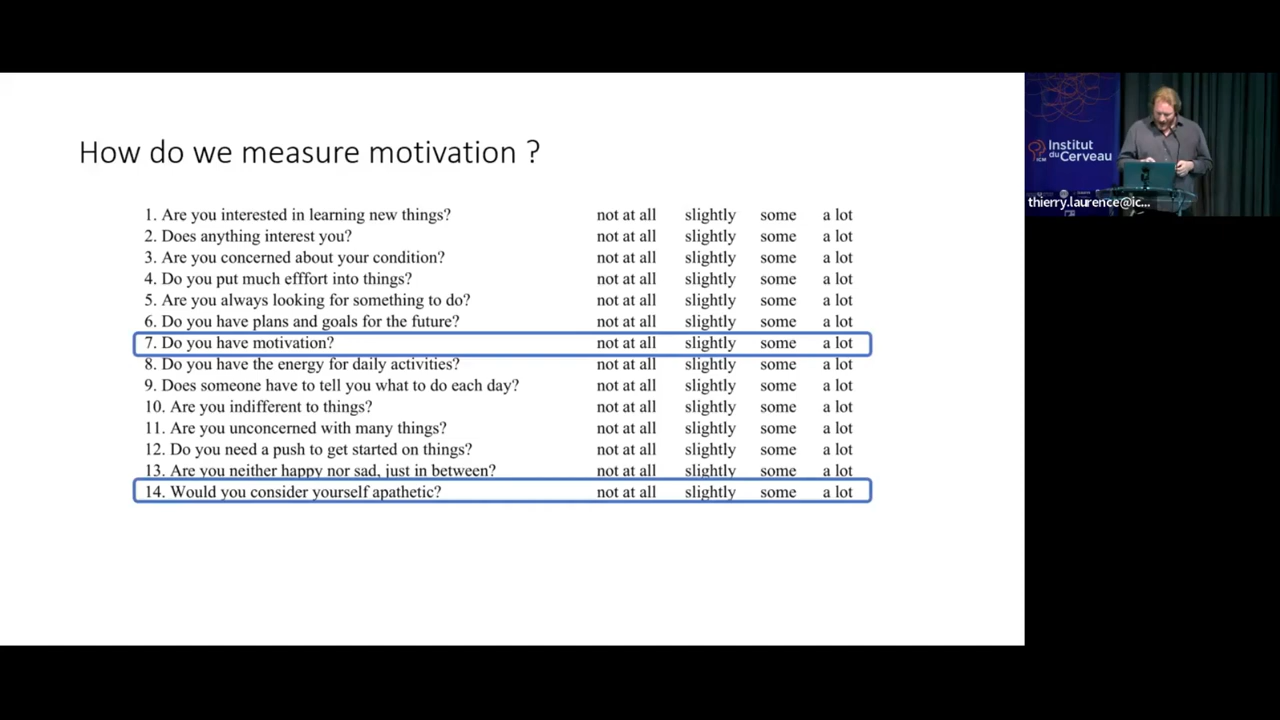 How do we measure motivation ?
1. Are you interested in learning new things? not at all slightly some a lot
2. Does anything interest you? not at all slightly some a lot
3. Are you concerned about your condition? not at all slightly some a lot
4. Do you put much efffort into things? not at all slightly some a lot
5. Are you always looking for something to do? not at all slightly some a lot
6. Do you have plans and goals for the future? not at all slightly some a lot
7. Do you have motivation? not at all slightly some a lot
8. Do you have the energy for daily activities? not at all slightly some a lot
9. Does someone have to tell you what to do each day? not at all slightly some a lot
10. Are you indifferent to things? not at all slightly some a lot
11. Are you unconcerned with many things? not at all slightly some a lot
12. Do you need a push to get started on things? not at all slightly some a lot
13. Are you neither happy nor sad, just in between? not at all slightly some a lot
14. Would you consider yourself apathetic? not at all slightly some a lot
Institut
du Cerveau
ICM
thierry.laurence@ic...